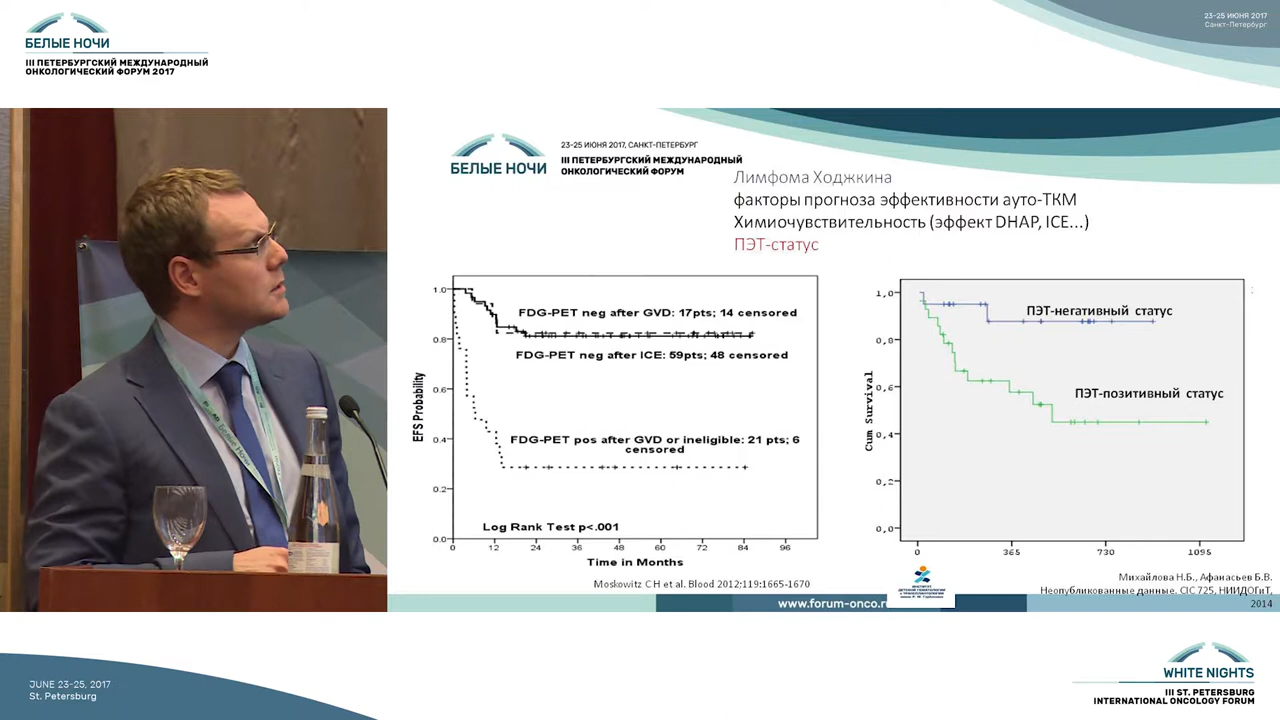 БЕЛЫЕ НОЧИ
III ПЕТЕРБУРГСКИЙ МЕЖДУНАРОДНЫЙ
ОНКОЛОГИЧЕСКИЙ ФОРУМ 2017
23-25 ИЮНЯ 2017
Санкт-Петербург
БЕЛЫЕ НОЧИ
23-25 ИЮНЯ 2017, САНКТ-ПЕТЕРБУРГ
III ПЕТЕРБУРГСКИЙ МЕЖДУНАРОДНЫЙ
ОНКОЛОГИЧЕСКИЙ ФОРУМ
Лимфома Ходжкина
факторы прогноза эффективности ауто-ТКМ
Химиочувствительность (эффект DHAP, ICE...)
ПЭТ-статус
EFS Probability
1.0
0.8
0.6
0.4
0.2
0.0
FDG-PET neg after GVD: 17pts; 14 censored
FDG-PET neg after ICE: 59pts; 48 censored
FDG-PET pos after GVD or ineligible: 21 pts; 6
censored
Log Rank Test p<.001
0 12 24 36 48 60 72 84 96
Time in Months
Moskowitz CH et al. Blood 2012;119:1665-1670
Cum Survival
1,0
0,8
0,6
0,4
0,2
0,0
ПЭТ-негативный статус
ПЭТ-позитивный статус
0 365 730 1095
Михайлова Н.Б., Афанасьев Б.В.
Неопубликованные данные, CIC 725, НИИДОГиТ,
2014
www.forum-onco.r
JUNE 23-25, 2017
St. Petersburg
WHITE NIGHTS
III ST. PETERSBURG
INTERNATIONAL ONCOLOGY FORUM